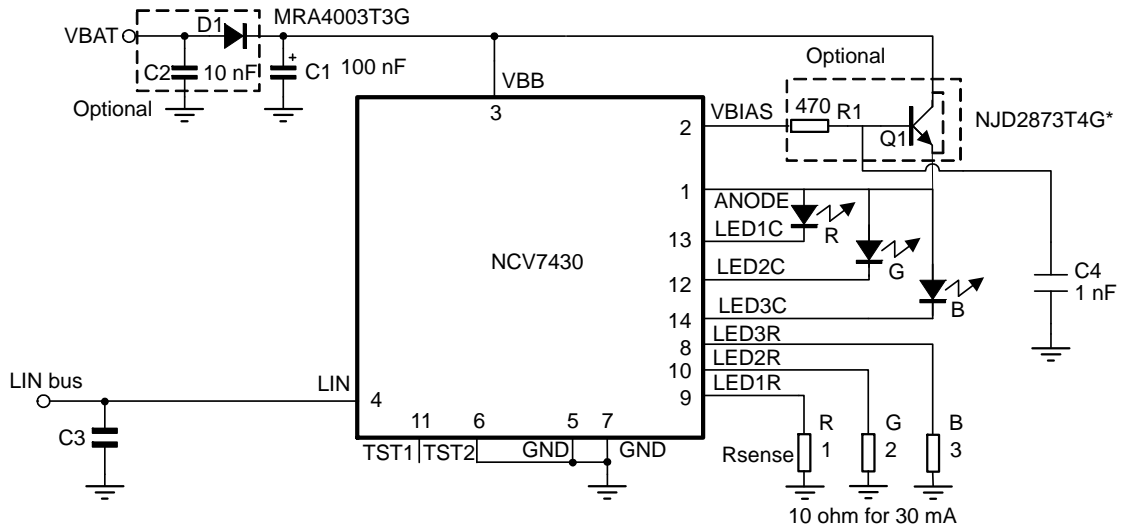 D1
MRA4003T3G
VBAT
C2
10 nF
+
C1
100 nF
Optional
VBB
3
Optional
VBIAS
470
R1
2
Q1
NJD2873T4G*
1
ANODE
R
LED1C
13
NCV7430
LED2C
G
12
C4
1 nF
LED3C
B
14
LED3R
8
LED2R
10
LED1R
9
LIN bus
LIN
4
C3
11
6
5
7
TST1
TST2
GND
GND
Rsense
R
1
G
2
B
3
10 ohm for 30 mA